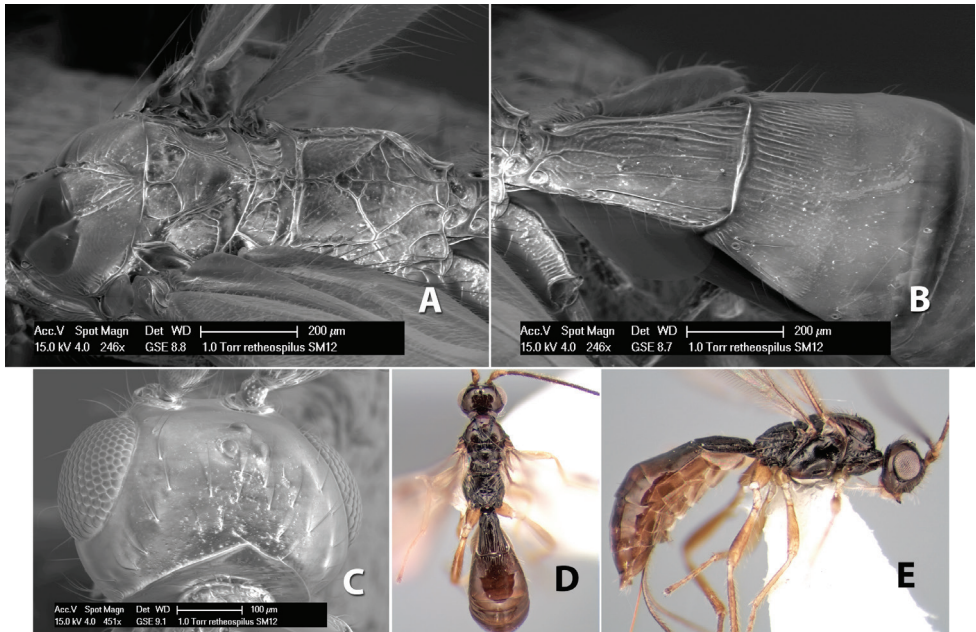 A
Acc.V Spot Magn Det WD 200 µm
15.0 kV 4.0 246x GSE 8.8 1.0 Torr retheospilus SM12
B
Acc.V Spot Magn Det WD 200 µm
15.0 kV 4.0 246x GSE 8.7 1.0 Torr retheospilus SM12
C
Acc.V Spot Magn Det WD 100 µm
15.0 kV 4.0 451x GSE 9.1 1.0 Torr retheospilus SM12
D
E